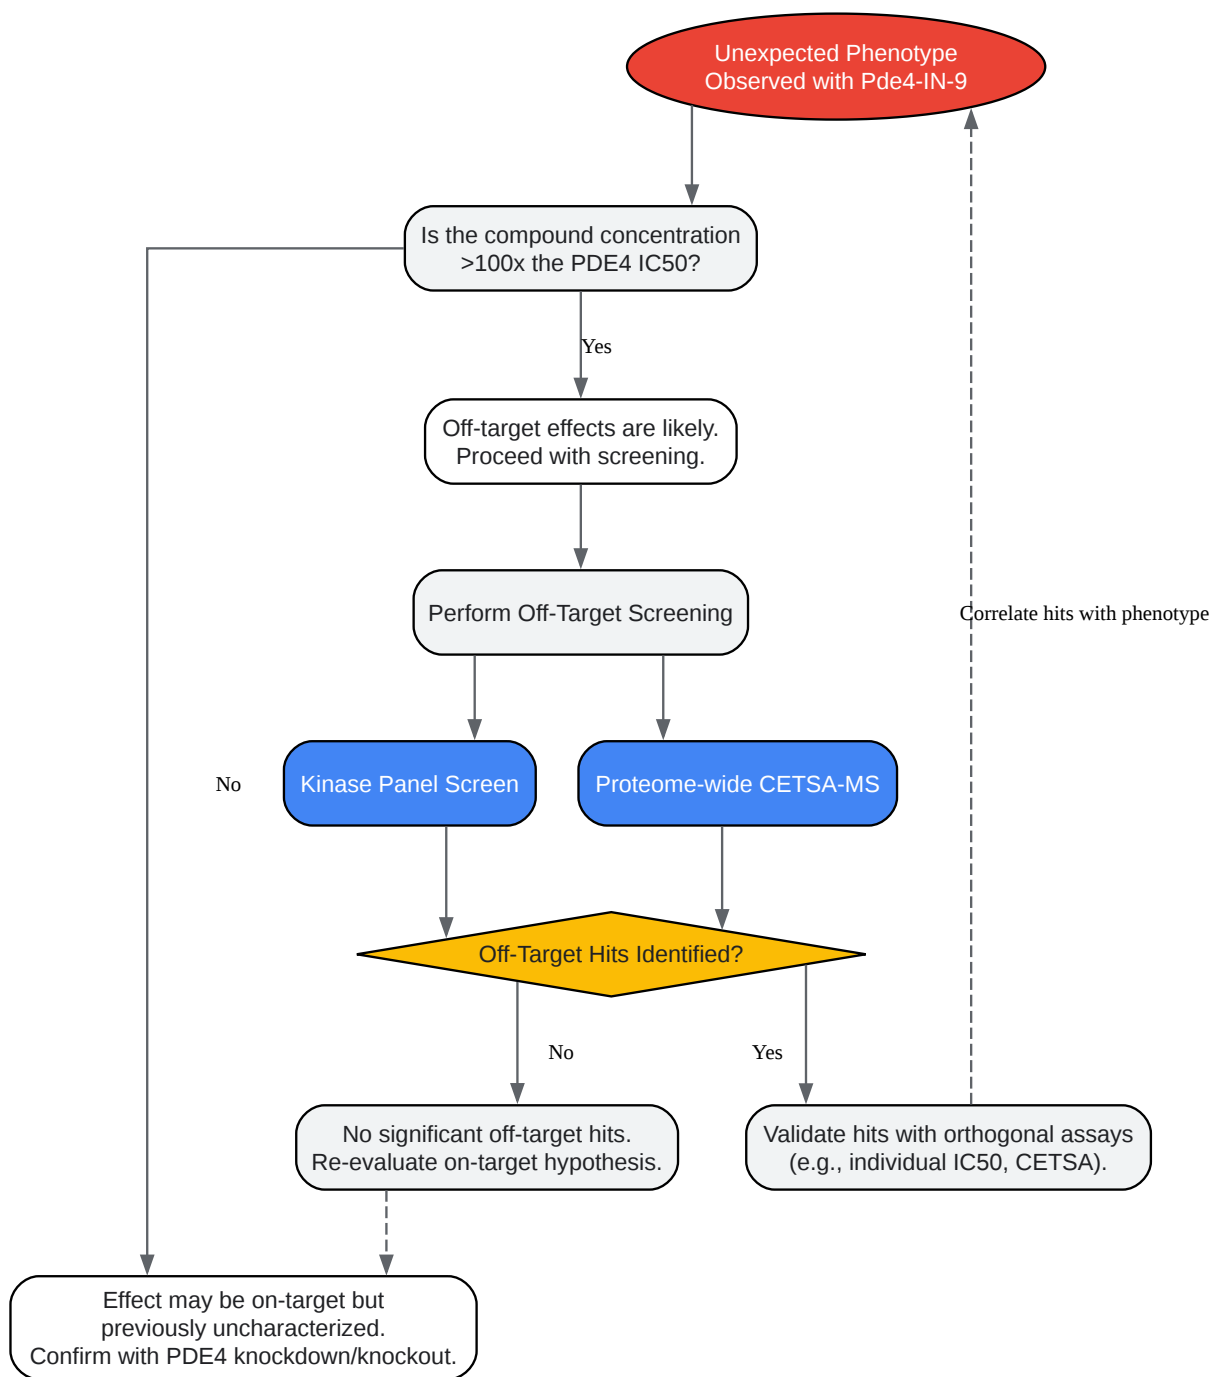 Unexpected Phenotype
Observed with Pde4-IN-9
Is the compound concentration
>100x the PDE4 IC50?
Yes
Off-target effects are likely.
Proceed with screening.
Perform Off-Target Screening
Correlate hits with phenotype
No
Kinase Panel Screen
Proteome-wide CETSA-MS
Off-Target Hits Identified?
No
Yes
No significant off-target hits.
Re-evaluate on-target hypothesis.
Validate hits with orthogonal assays
(e.g., individual IC50, CETSA).
Effect may be on-target but
previously uncharacterized.
Confirm with PDE4 knockdown/knockout.